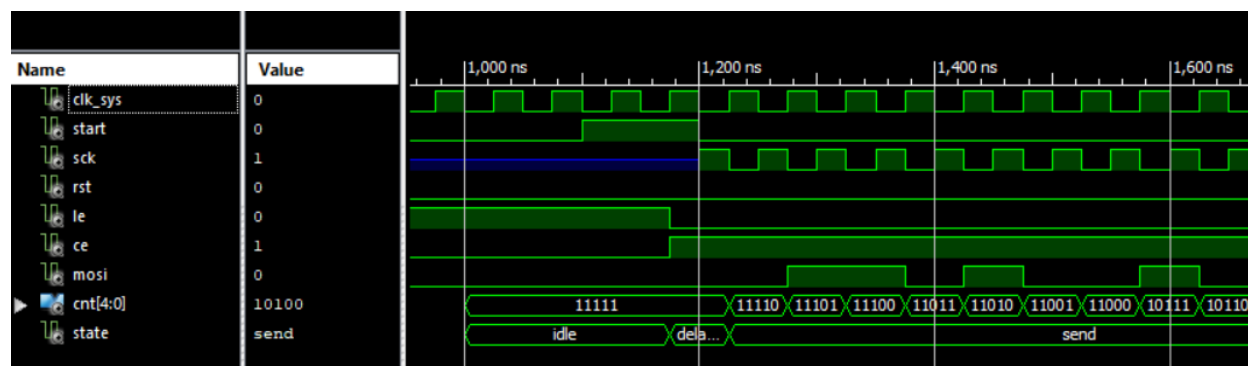 Name Value
1,000 ns 1,200 ns 1,400 ns 1,600 ns
clk_sys 0
start 0
sck 1
rst 0
le 0
ce 1
mosi 0
cnt[4:0] 10100 11111 11110 11101 11100 11011 11010 11001 11000 10111 10110
state send idle dela... send